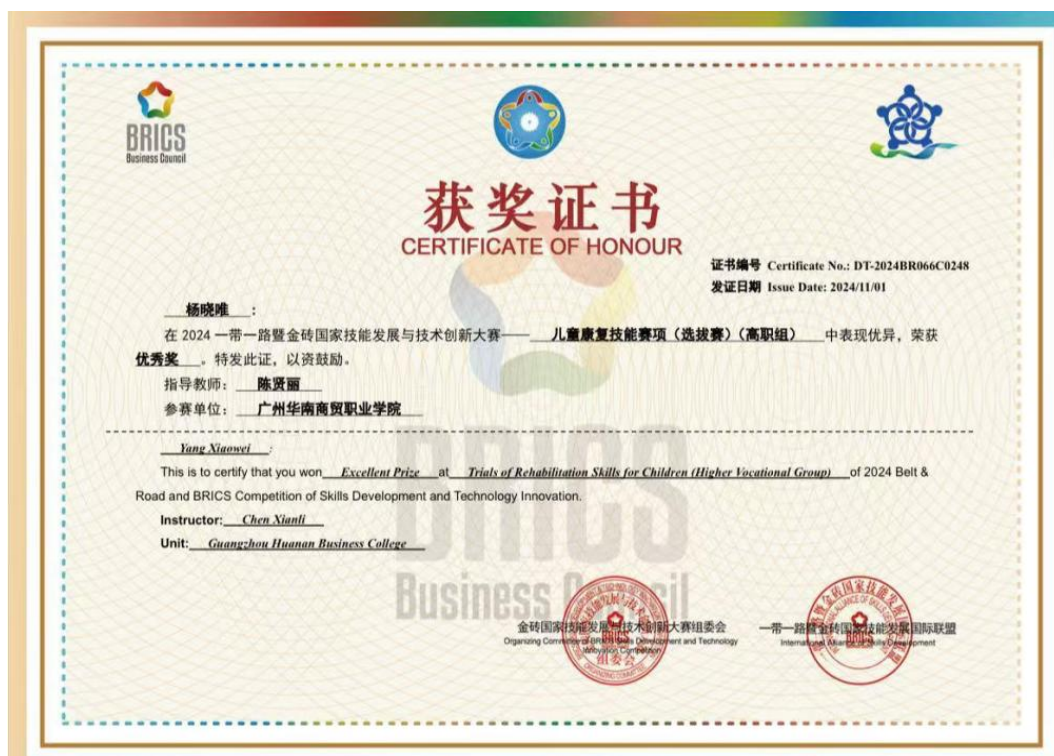 BRICS
Business Council
获奖证书
CERTIFICATE OF HONOUR
证书编号 Certificate No.: DT-2024BR066C0248
发证日期 Issue Date: 2024/11/01
杨晓唯：
在 2024 一带一路暨金砖国家技能发展与技术创新大赛—— 儿童康复技能赛项（选拔赛）（高职组） 中表现优异，荣获
优秀奖 。特发此证，以资鼓励。
指导教师： 陈贤丽
参赛单位： 广州华南商贸职业学院
Yang Xiaowei :
This is to certify that you won Excellent Prize at Trials of Rehabilitation Skills for Children (Higher Vocational Group) of 2024 Belt &
Road and BRICS Competition of Skills Development and Technology Innovation.
Instructor: Chen Xianli
Unit: Guangzhou Huanan Business College
BRICS
Business Council
金砖国家技能发展与技术创新大赛组委会
Organizing Committee of BRICS Skills Development and Technology
Innovation Competition
一带一路暨金砖国家技能发展国际联盟
International Alliance of Skills Development
组委会